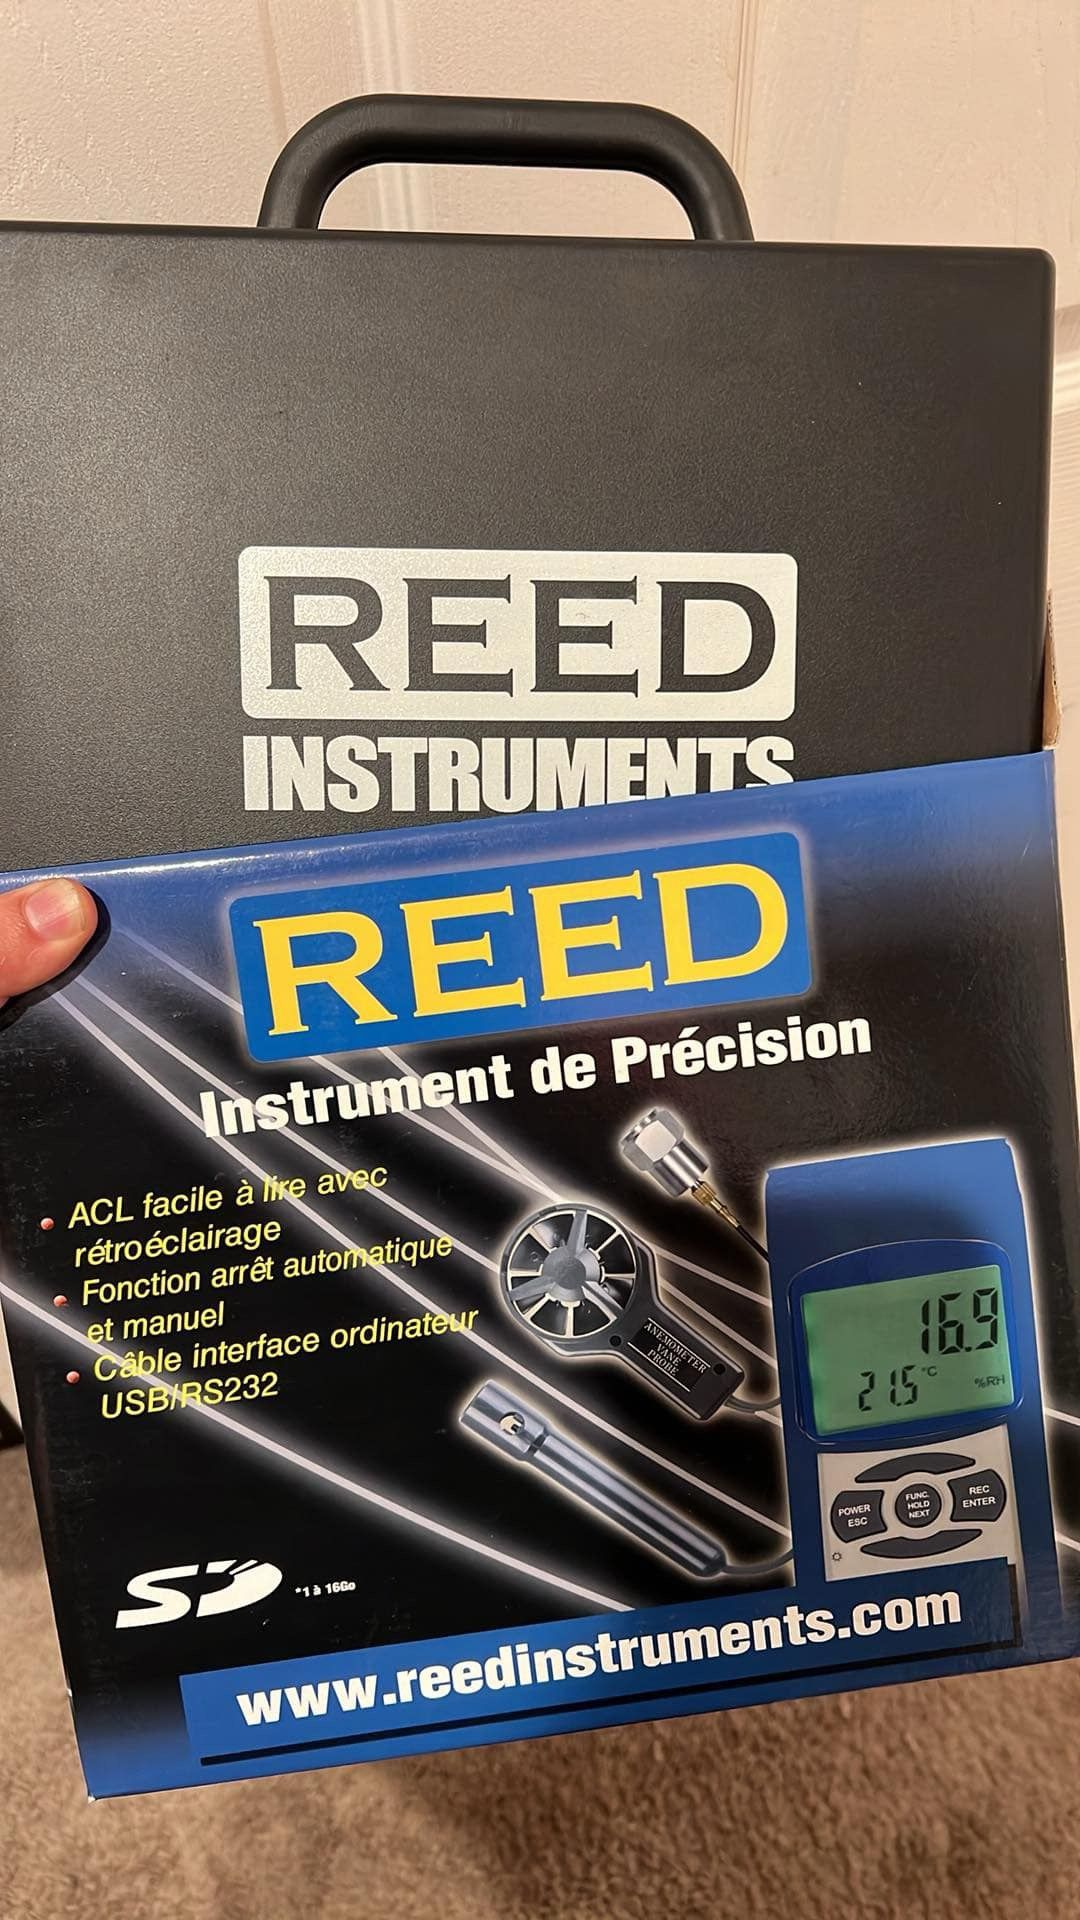 REED
INSTRUMENTS
REED
Instrument de Précision
• ACL facile à lire avec
rétroéclairage
• Fonction arrêt automatique
et manuel
• Câble interface ordinateur
USB/RS232
ANEMOMETER
VANE
PROBE
16.9
21.5 °C %RH
POWER
ESC
FUNC.
HOLD
NEXT
REC
ENTER
SD *1 à 16Go
www.reedinstruments.com